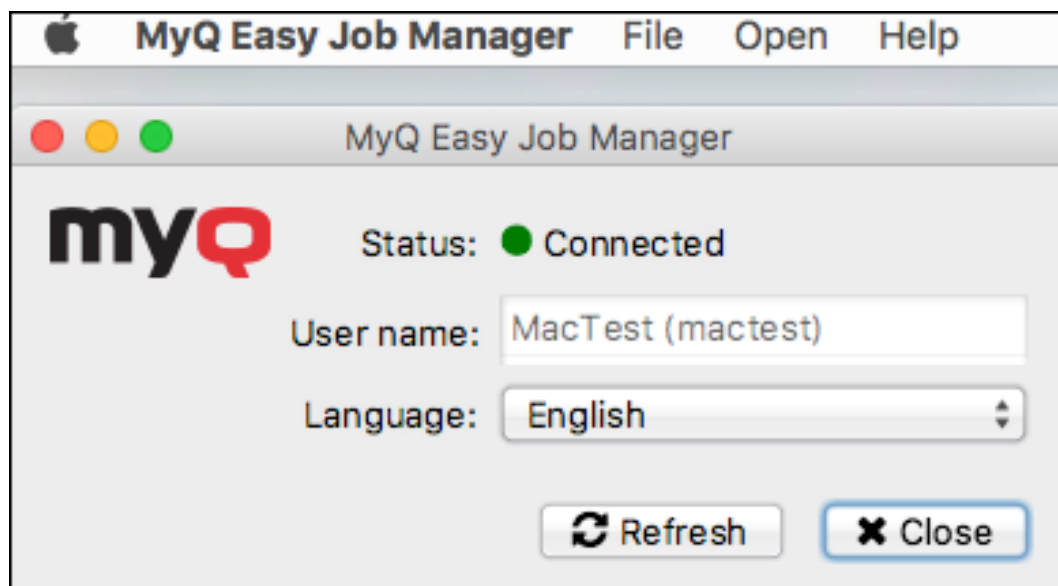 MyQ Easy Job Manager File Open Help
MyQ Easy Job Manager
myQ
Status: Connected
User name: MacTest (mactest)
Language: English
Refresh Close